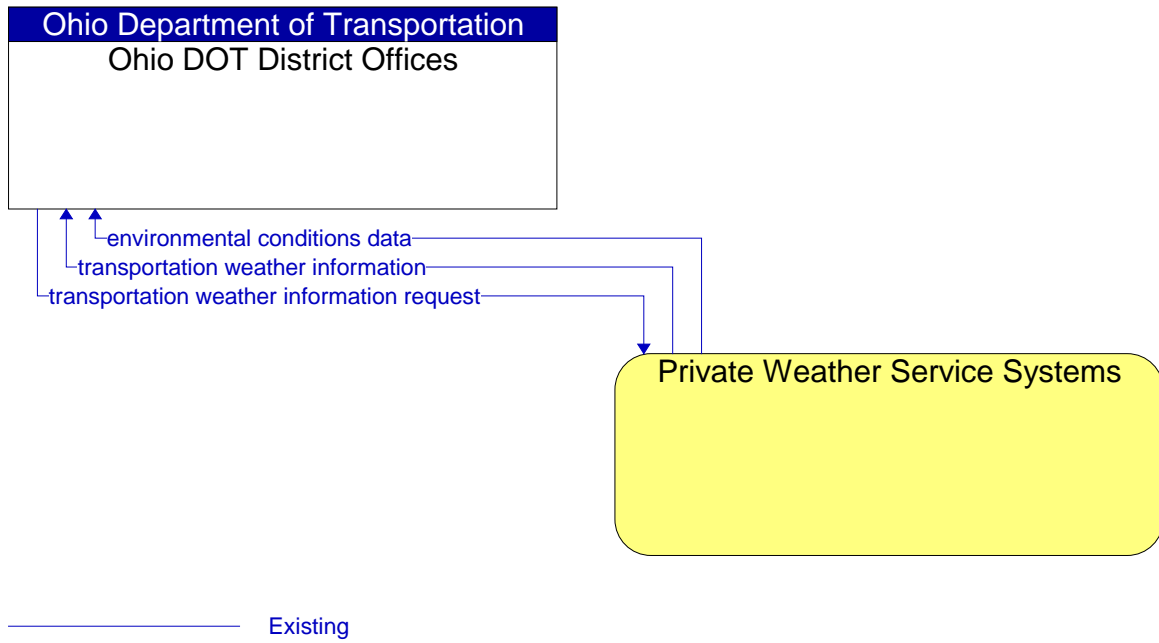 Ohio Department of Transportation
Ohio DOT District Offices
environmental conditions data
transportation weather information
transportation weather information request
Private Weather Service Systems
Existing